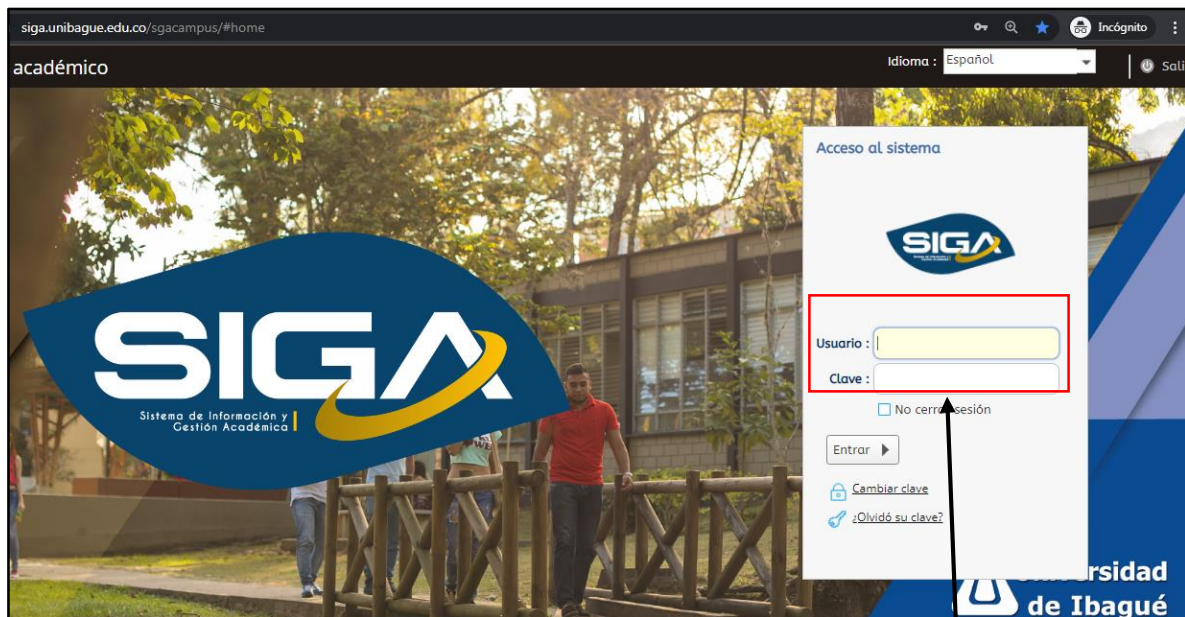 siga.unibague.edu.co/sgacampus/#home
Incógnito
académico
Idioma : Español
Sali
Acceso al sistema
SIGA
SIGA
Sistema de Información y
Gestión Académica
Usuario :
Clave :
No cerrar sesión
Entrar
Cambiar clave
¿Olvidó su clave?
rsidad
de Ibagué